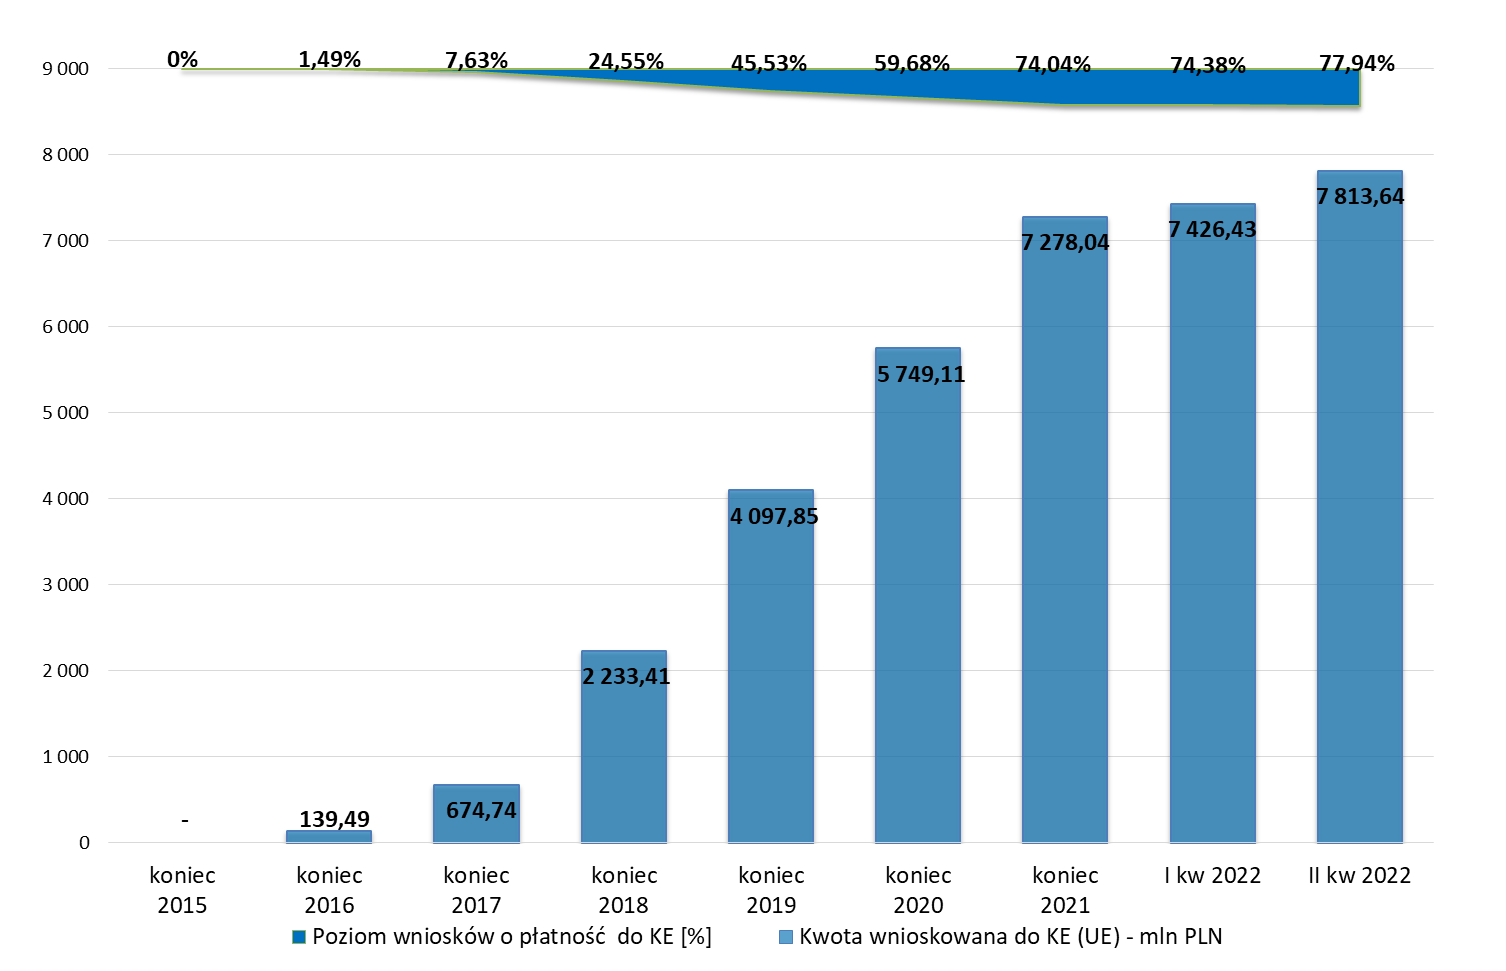 0% 1,49% 7,63% 24,55% 45,53% 59,68% 74,04% 74,38% 77,94%
9 000
8 000
7 813,64
7 426,43
7 278,04
7 000
6 000
5 749,11
5 000
4 097,85
4 000
3 000
2 233,41
2 000
1 000
674,74
139,49
-
0
koniec 2015
koniec 2016
koniec 2017
koniec 2018
koniec 2019
koniec 2020
koniec 2021
I kw 2022
II kw 2022
Poziom wniosków o płatność do KE [%]
Kwota wnioskowana do KE (UE) - mln PLN